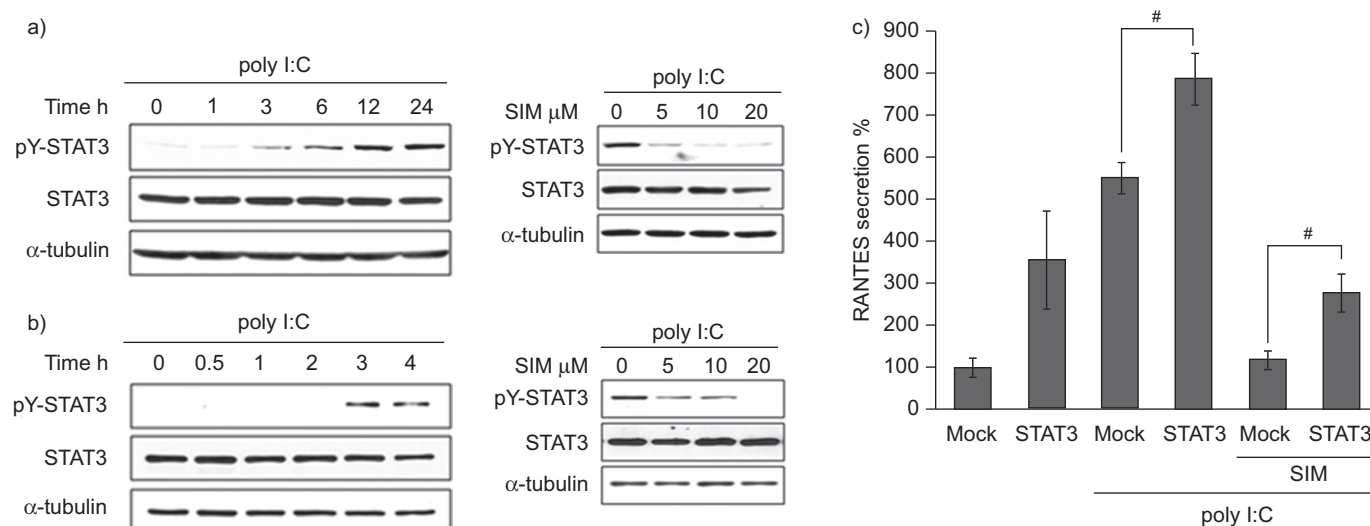 a)
poly I:C
Time h 0 1 3 6 12 24
pY-STAT3
STAT3
α-tubulin
poly I:C
SIM μM 0 5 10 20
pY-STAT3
STAT3
α-tubulin
b)
poly I:C
Time h 0 0.5 1 2 3 4
pY-STAT3
STAT3
α-tubulin
poly I:C
SIM μM 0 5 10 20
pY-STAT3
STAT3
α-tubulin
c)
RANTES secretion %
900
800
700
600
500
400
300
200
100
0
#
#
Mock STAT3 Mock STAT3 Mock STAT3
SIM
poly I:C